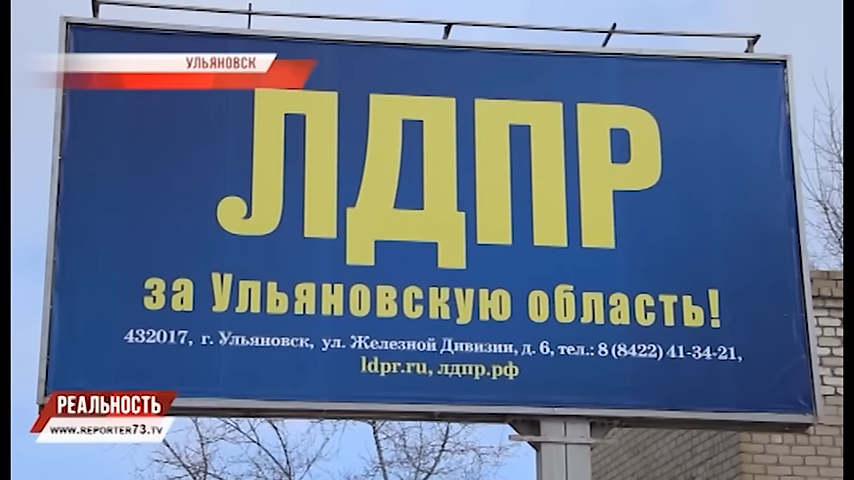 УЛЬЯНОВСК
ЛДПР
за Ульяновскую область!
432017, г. Ульяновск, ул. Железной Дивизии, д. 6, тел.: 8 (8422) 41-34-21,
ldpr.ru, лдпр.рф
РЕАЛЬНОСТЬ
WWW.REPORTER73.TV